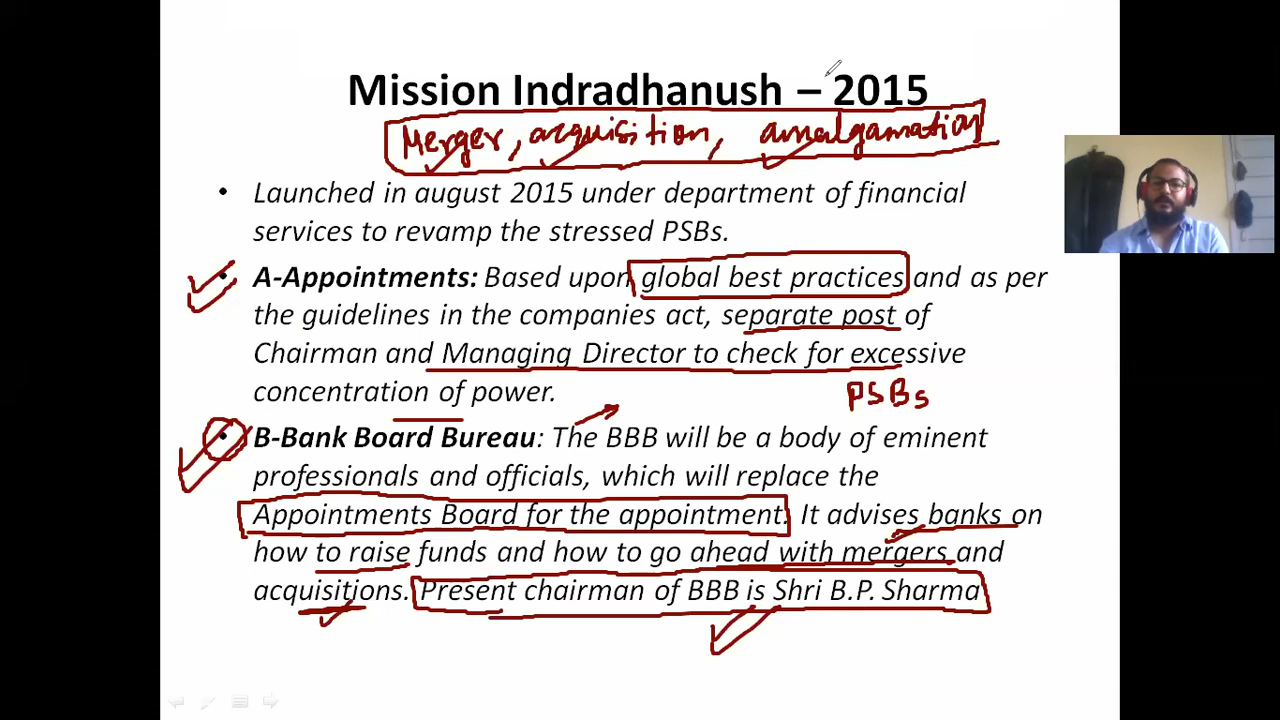 Mission Indradhanush – 2015
Merger, acquisition, amalgamation
• Launched in august 2015 under department of financial
services to revamp the stressed PSBs.
• A-Appointments: Based upon global best practices and as per
the guidelines in the companies act, separate post of
Chairman and Managing Director to check for excessive
concentration of power.
PSBs
• B-Bank Board Bureau: The BBB will be a body of eminent
professionals and officials, which will replace the
Appointments Board for the appointment. It advises banks on
how to raise funds and how to go ahead with mergers and
acquisitions. Present chairman of BBB is Shri B.P. Sharma